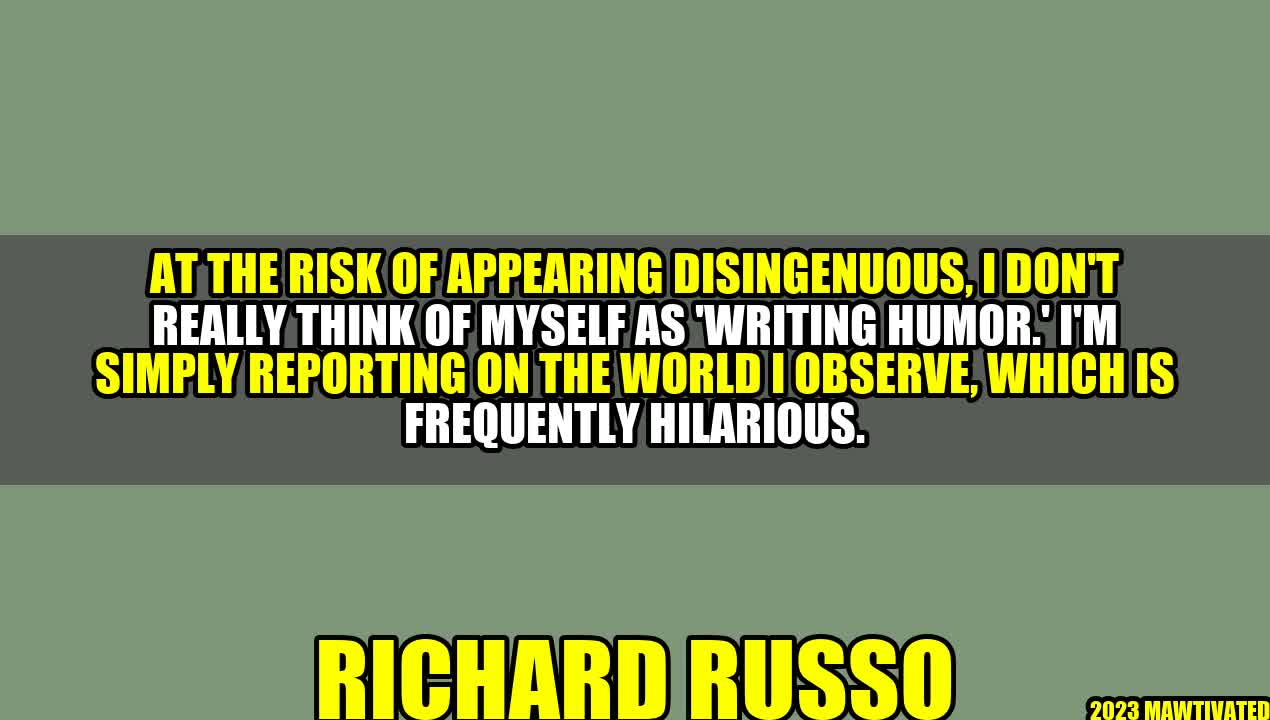 AT THE RISK OF APPEARING DISINGENUOUS, I DON'T
REALLY THINK OF MYSELF AS 'WRITING HUMOR.' I'M
SIMPLY REPORTING ON THE WORLD I OBSERVE, WHICH IS
FREQUENTLY HILARIOUS.
RICHARD RUSSO
2023 MAWTIVATED